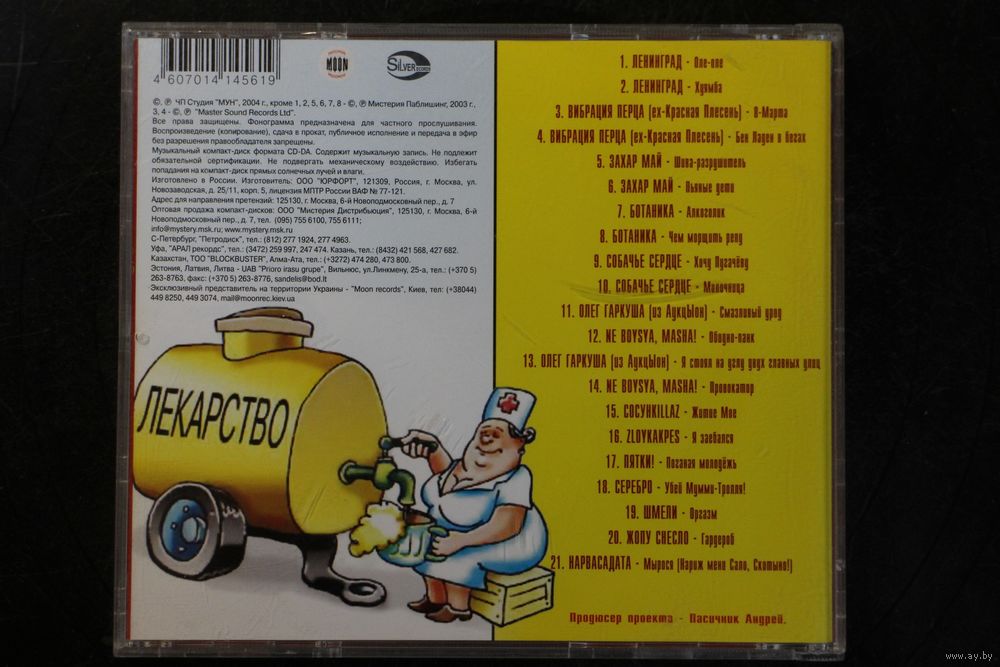 4 607014 145619
MOON
SILVER RECORDS
©, ℗ ЧП Студия "МУН", 2004 г., кроме 1, 2, 5, 6, 7, 8 - ©, ℗ Мистерия Паблишинг, 2003 г.,
3, 4 - ©, ℗ "Master Sound Records Ltd".
Все права защищены. Фонограмма предназначена для частного прослушивания.
Воспроизведение (копирование), сдача в прокат, публичное исполнение и передача в эфир
без разрешения правообладателя запрещены.
Музыкальный компакт-диск формата CD-DA. Содержит музыкальную запись. Не подлежит
обязательной сертификации. Не подвергать механическому воздействию. Избегать
попадания на компакт-диск прямых солнечных лучей и влаги.
Изготовлено в России. Изготовитель: ООО "ЮРФОРТ", 121309, Россия, г. Москва, ул.
Новозаводская, д. 25/11, корп. 5, лицензия МПТР России ВАФ № 77-121.
Адрес для направления претензий: 125130, г. Москва, 6-й Новоподмосковный пер., д. 7
Оптовая продажа компакт-дисков: ООО "Мистерия Дистрибьюция", 125130, г. Москва, 6-й
Новоподмосковный пер., д. 7, тел. (095) 755 6100, 755 6111;
info@mystery.msk.ru; www.mystery.msk.ru
С-Петербург, "Петродиск", тел.: (812) 277 1924, 277 4963.
Уфа, "АРАЛ рекордс", тел.: (3472) 259 997, 247 474. Казань, тел.: (8432) 421 568, 427 682.
Казахстан, ТОО "BLOCKBUSTER", Алма-Ата, тел.: (+3272) 474 280, 473 800.
Эстония, Латвия, Литва - UAB "Prioro irasu grupe", Вильнюс, ул.Линкмену, 25-а, тел.: (+370 5)
263-8763, факс: (+370 5) 263-8776, sandelis@bod.lt
Эксклюзивный представитель на территории Украины - "Moon records", Киев, тел: (+38044)
449 8250, 449 3074, mail@moonrec.kiev.ua
ЛЕКАРСТВО
1. ЛЕНИНГРАД - Оле-оле
2. ЛЕНИНГРАД - Хуямба
3. ВИБРАЦИЯ ПЕРЦА (ex-Красная Плесень) - 8-Марта
4. ВИБРАЦИЯ ПЕРЦА (ex-Красная Плесень) - Бен Ладен в бегах
5. ЗАХАР МАЙ - Шива-разрушитель
6. ЗАХАР МАЙ - Пьяные дети
7. БОТАНИКА - Алкоголик
8. БОТАНИКА - Чем морщить репу
9. СОБАЧЬЕ СЕРДЦЕ - Хочу Пугачёву
10. СОБАЧЬЕ СЕРДЦЕ - Молочница
11. ОЛЕГ ГАРКУША (из АукцЫон) - Смазливый урод
12. NE BOYSYA, MASHA! - Ободно-панк
13. ОЛЕГ ГАРКУША (из АукцЫон) - Я стоял на углу двух главных улиц
14. NE BOYSYA, MASHA! - Провокатор
15. СОСУНKILLAZ - Житие Мое
16. ZLOYKAKPES - Я заебался
17. ПЯТКИ! - Поганая молодёжь
18. СЕРЕБРО - Убей Мумми-Тролля!
19. ШМЕЛИ - Оргазм
20. ЖОПУ СНЕСЛО - Гардероб
21. НАРВАСАДАТА - Мырося (Нариж мени Сало, Скотыно!)
Продюсер проекта - Пасичник Андрей.
www.ay.by